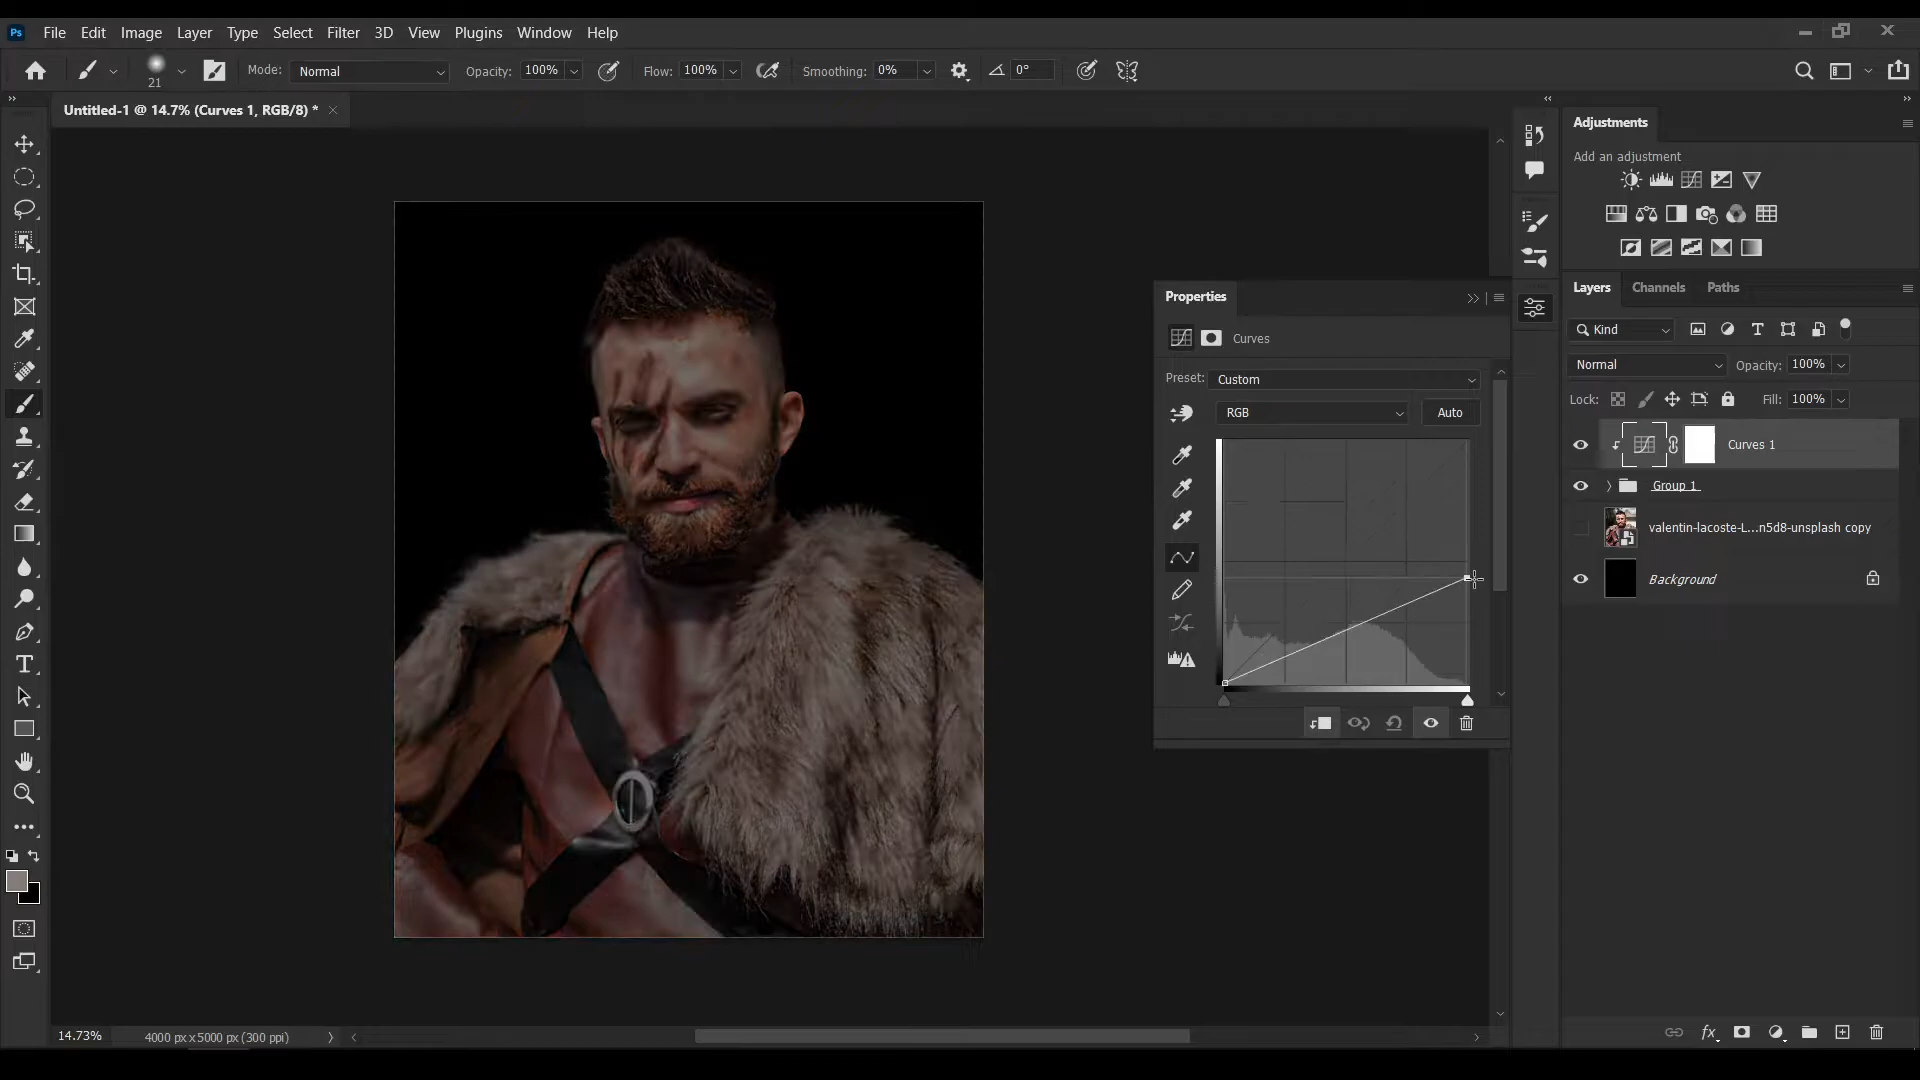 Ps File Edit Image Layer Type Select Filter 3D View Plugins Window Help
21 Mode: Normal Opacity: 100% Flow: 100% Smoothing: 0% 0°
Untitled-1 @ 14.7% (Curves 1, RGB/8) *
Adjustments
Add an adjustment
Properties
Curves
Preset: Custom
RGB Auto
Layers Channels Paths
Kind
Normal Opacity: 100%
Lock: Fill: 100%
Curves 1
Group 1
valentin-lacoste-L...n5d8-unsplash copy
Background
14.73% 4000 px x 5000 px (300 ppi)
fx